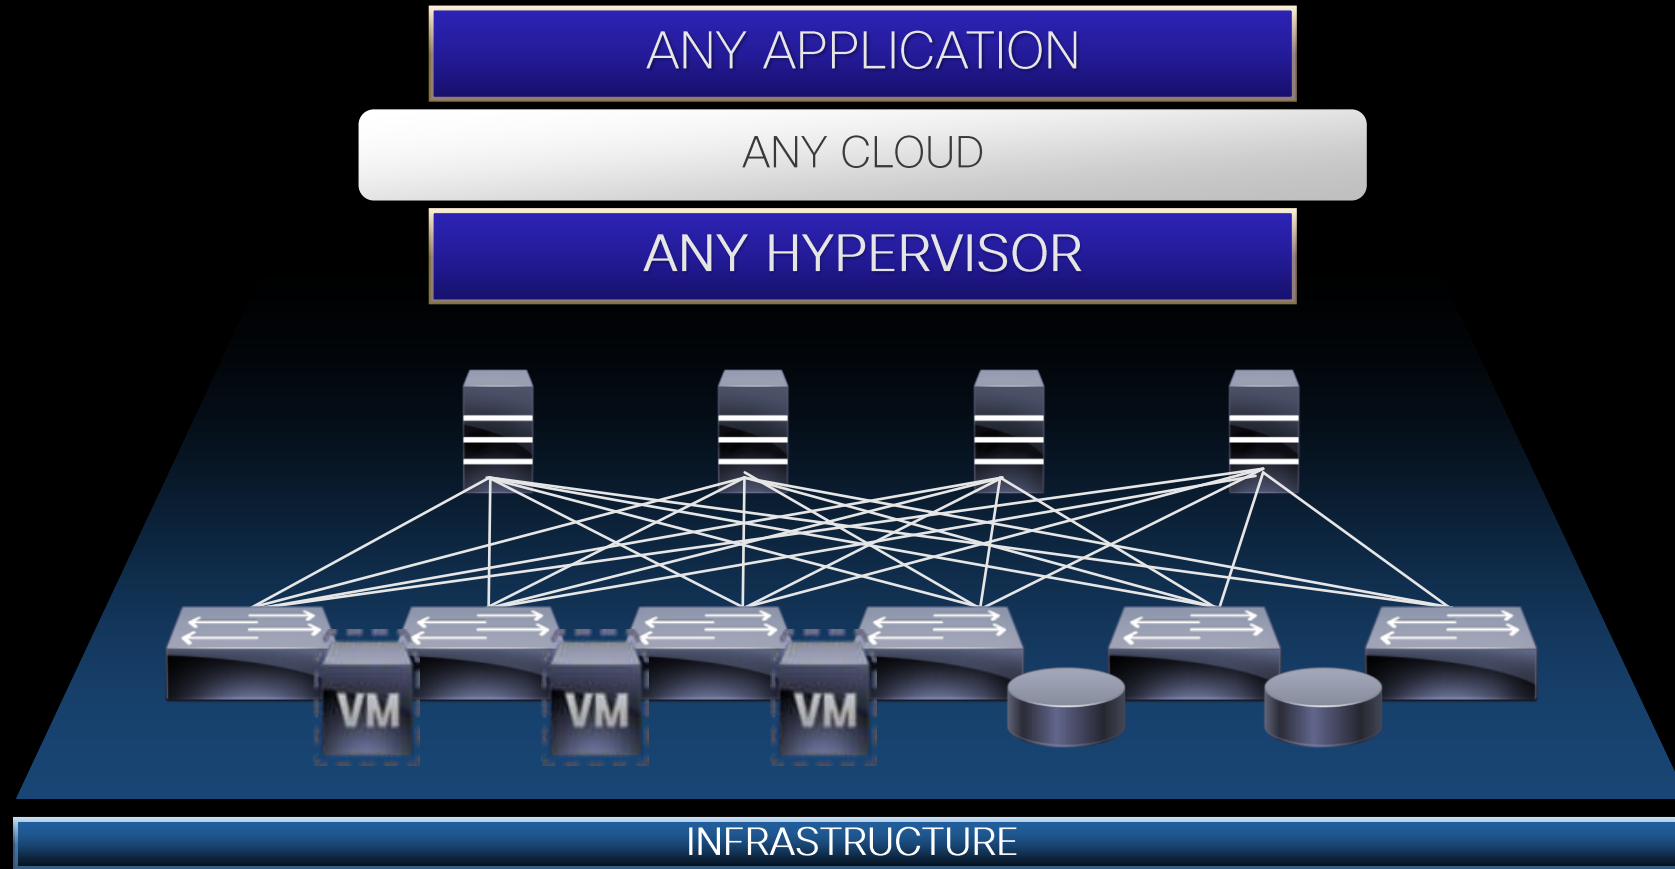 ANY APPLICATION
ANY CLOUD
ANY HYPERVISOR
VM
VM
VM
INFRASTRUCTURE